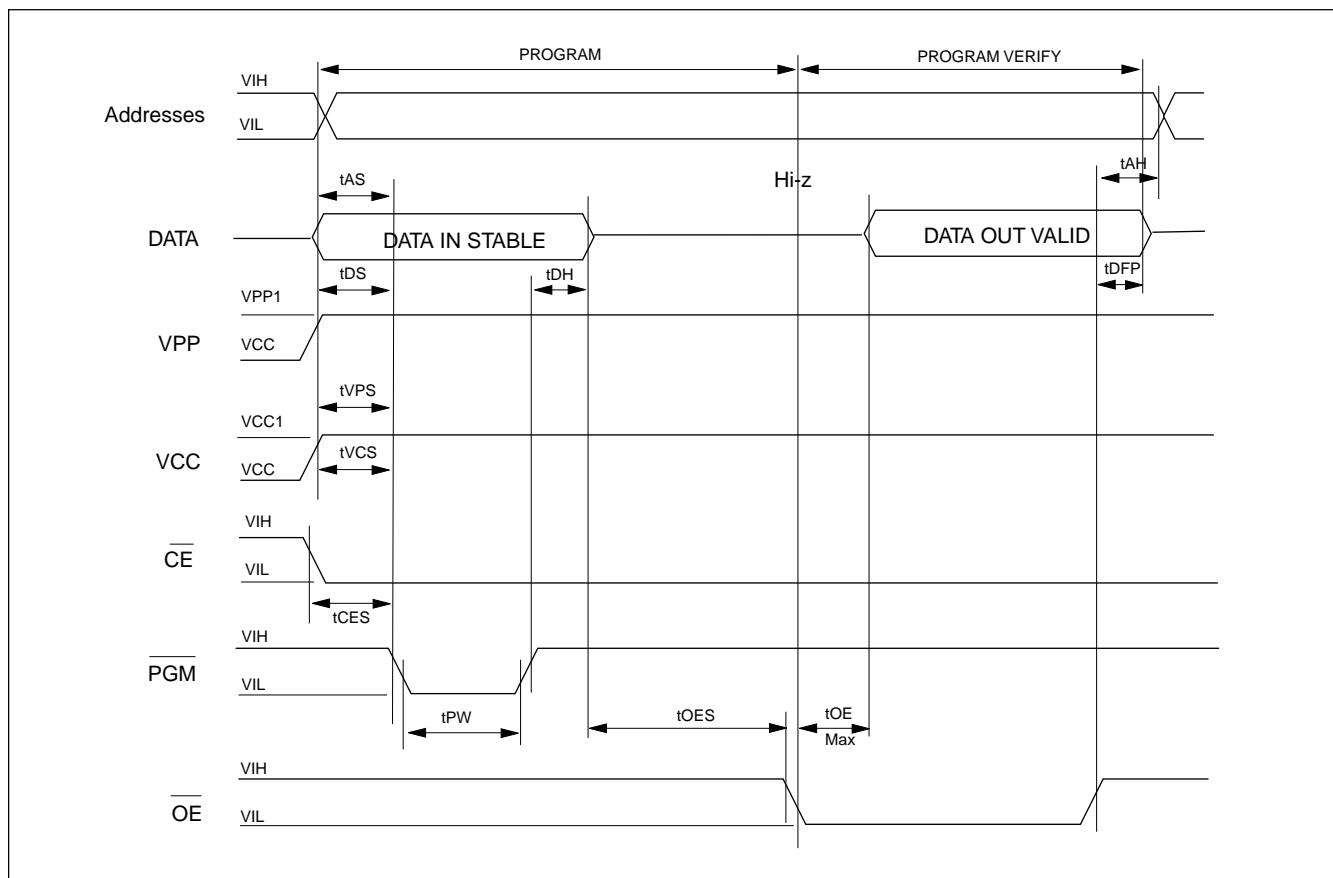 PROGRAM PROGRAM VERIFY
VIH
Addresses
VIL
tAS Hi-z tAH
DATA DATA IN STABLE DATA OUT VALID
tDS tDH tDFP
VPP1
VPP VCC
tVPS
VCC1
VCC VCC tVCS
VIH
CE
VIL
tCES
VIH
PGM
VIL
tPW tOES tOE
Max
VIH
OE
VIL